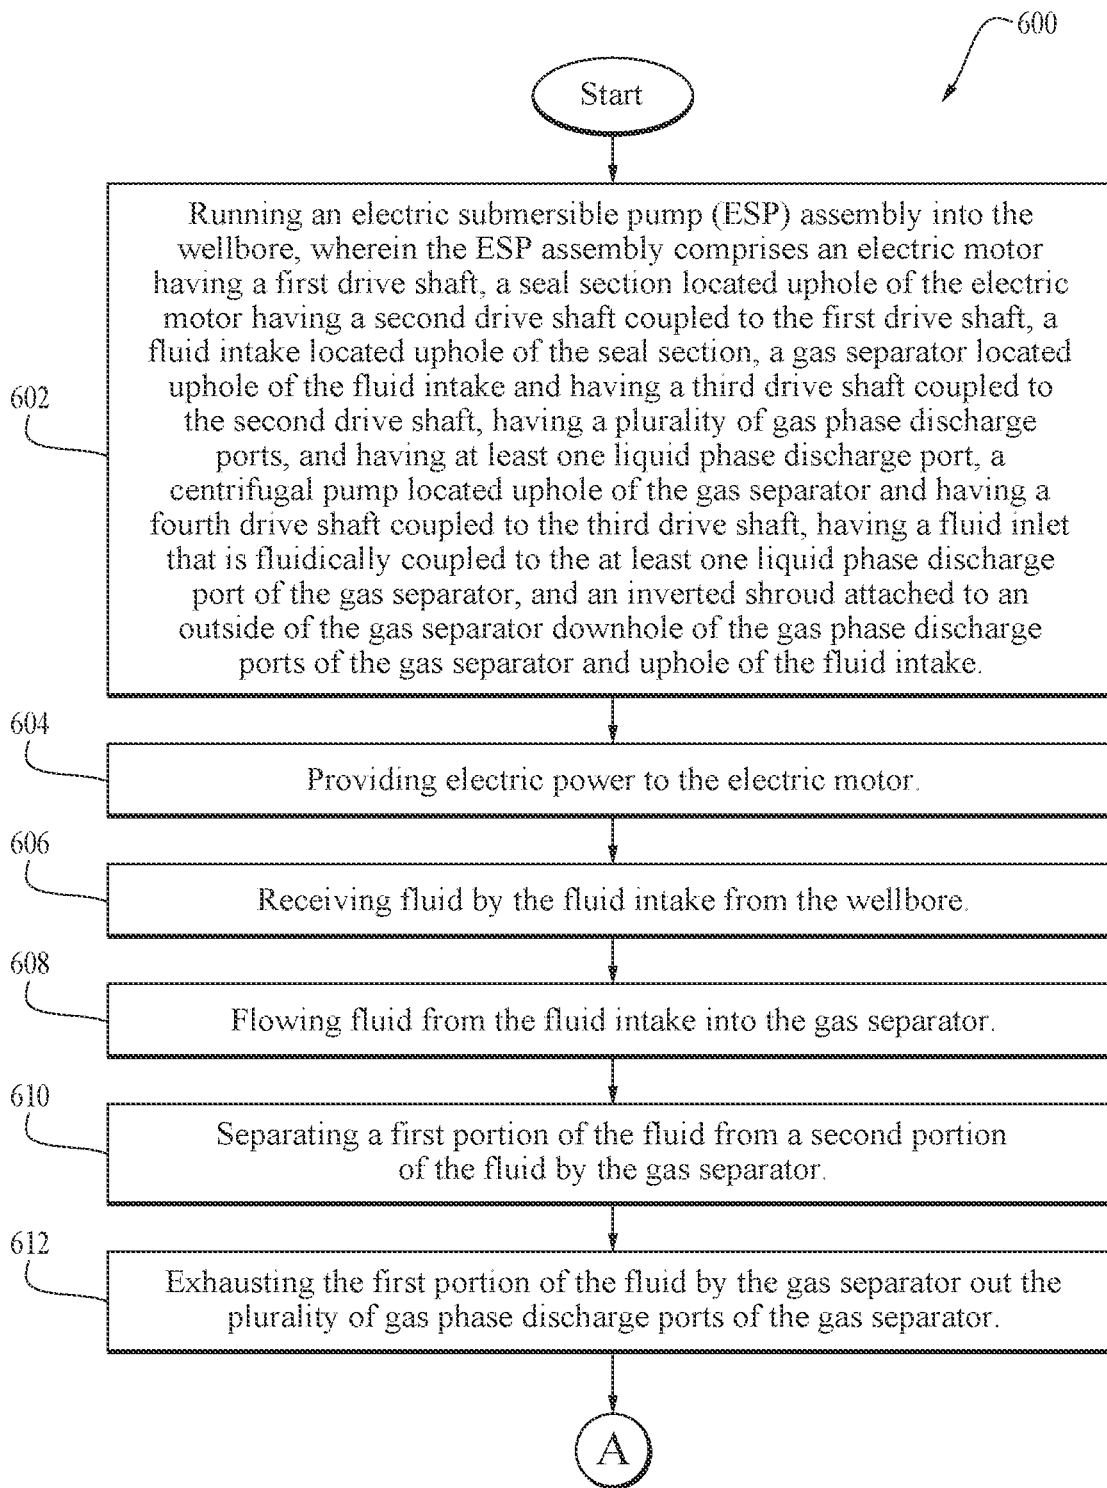 600
Start
602
Running an electric submersible pump (ESP) assembly into the
wellbore, wherein the ESP assembly comprises an electric motor
having a first drive shaft, a seal section located uphole of the electric
motor having a second drive shaft coupled to the first drive shaft, a
fluid intake located uphole of the seal section, a gas separator located
uphole of the fluid intake and having a third drive shaft coupled to
the second drive shaft, having a plurality of gas phase discharge
ports, and having at least one liquid phase discharge port, a
centrifugal pump located uphole of the gas separator and having a
fourth drive shaft coupled to the third drive shaft, having a fluid inlet
that is fluidically coupled to the at least one liquid phase discharge
port of the gas separator, and an inverted shroud attached to an
outside of the gas separator downhole of the gas phase discharge
ports of the gas separator and uphole of the fluid intake.
604
Providing electric power to the electric motor.
606
Receiving fluid by the fluid intake from the wellbore.
608
Flowing fluid from the fluid intake into the gas separator.
610
Separating a first portion of the fluid from a second portion
of the fluid by the gas separator.
612
Exhausting the first portion of the fluid by the gas separator out the
plurality of gas phase discharge ports of the gas separator.
A